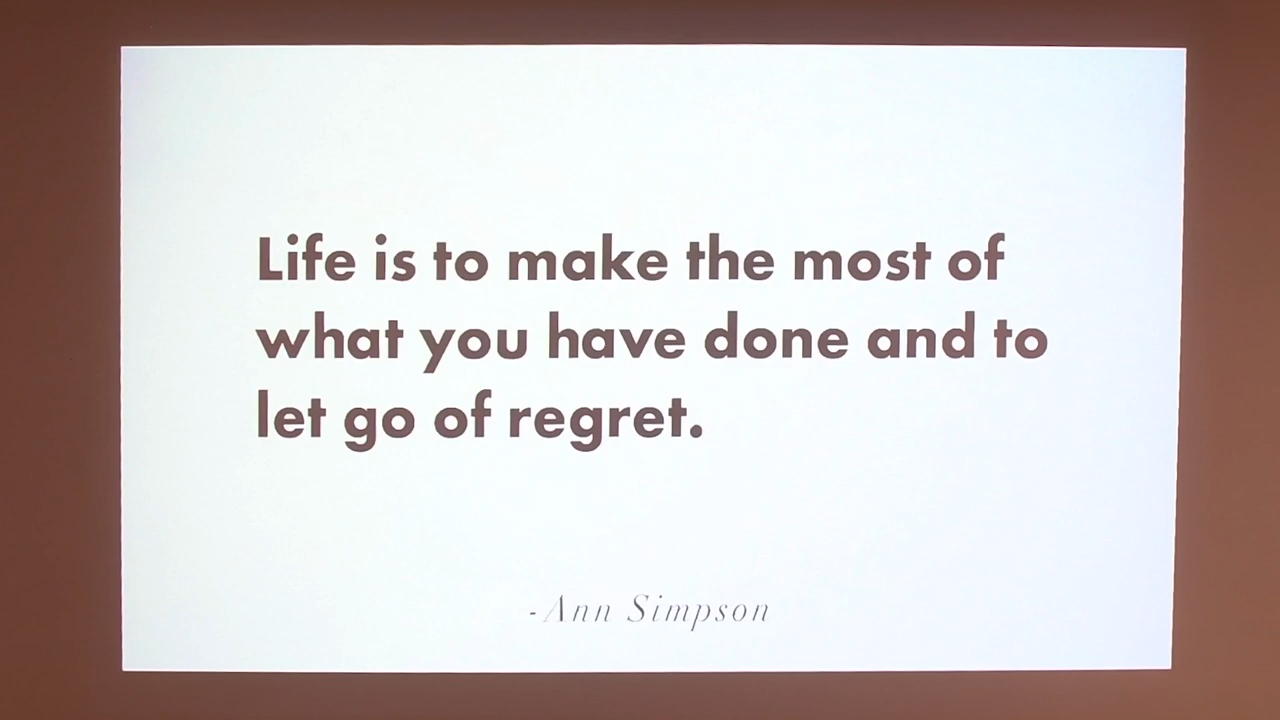 Life is to make the most of
what you have done and to
let go of regret.
-Ann Simpson